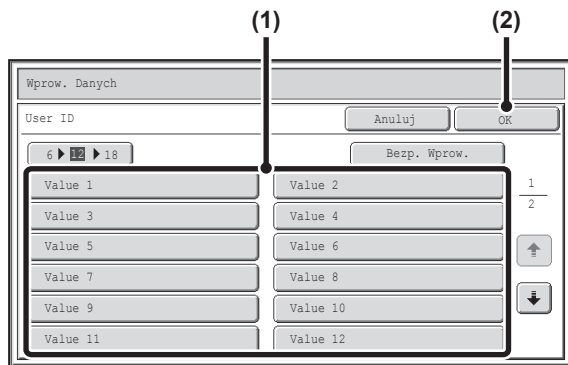 (1) (2)
Wprow. Danych
User ID Anuluj OK
6 12 18 Bezp. Wprow.
Value 1 Value 2 1
Value 3 Value 4 2
Value 5 Value 6
Value 7 Value 8
Value 9 Value 10
Value 11 Value 12